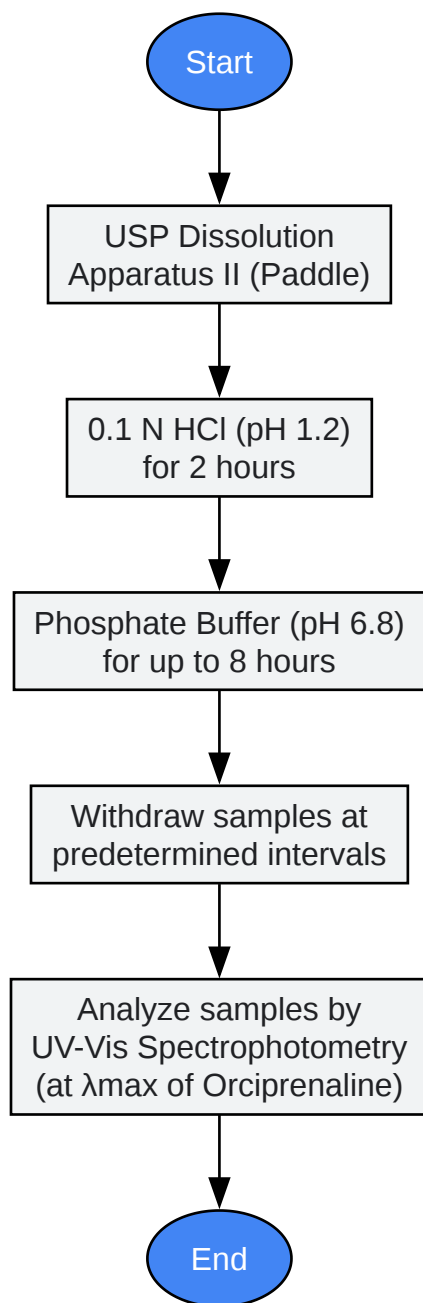 Start
USP Dissolution
Apparatus II (Paddle)
0.1 N HCl (pH 1.2)
for 2 hours
Phosphate Buffer (pH 6.8)
for up to 8 hours
Withdraw samples at
predetermined intervals
Analyze samples by
UV-Vis Spectrophotometry
(at λmax of Orciprenaline)
End